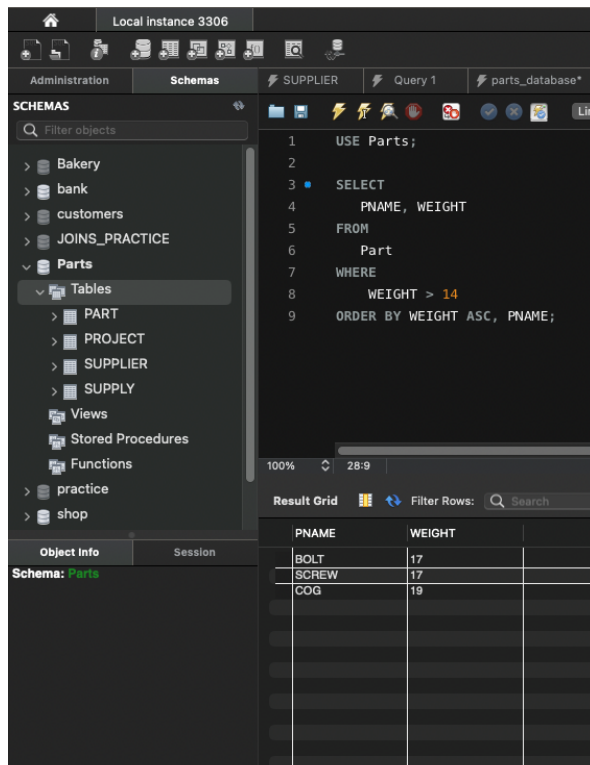 Local instance 3306
Administration
Schemas
SUPPLIER
Query 1
parts_database*
SCHEMAS
Filter objects
Bakery
bank
customers
JOINS_PRACTICE
Parts
Tables
PART
PROJECT
SUPPLIER
SUPPLY
Views
Stored Procedures
Functions
practice
shop
Object Info
Session
Schema: Parts
Lin
1 USE Parts;
2
3 SELECT
4 PNAME, WEIGHT
5 FROM
6 Part
7 WHERE
8 WEIGHT > 14
9 ORDER BY WEIGHT ASC, PNAME;
100% 28:9
Result Grid Filter Rows: Search
PNAME WEIGHT
BOLT 17
SCREW 17
COG 19